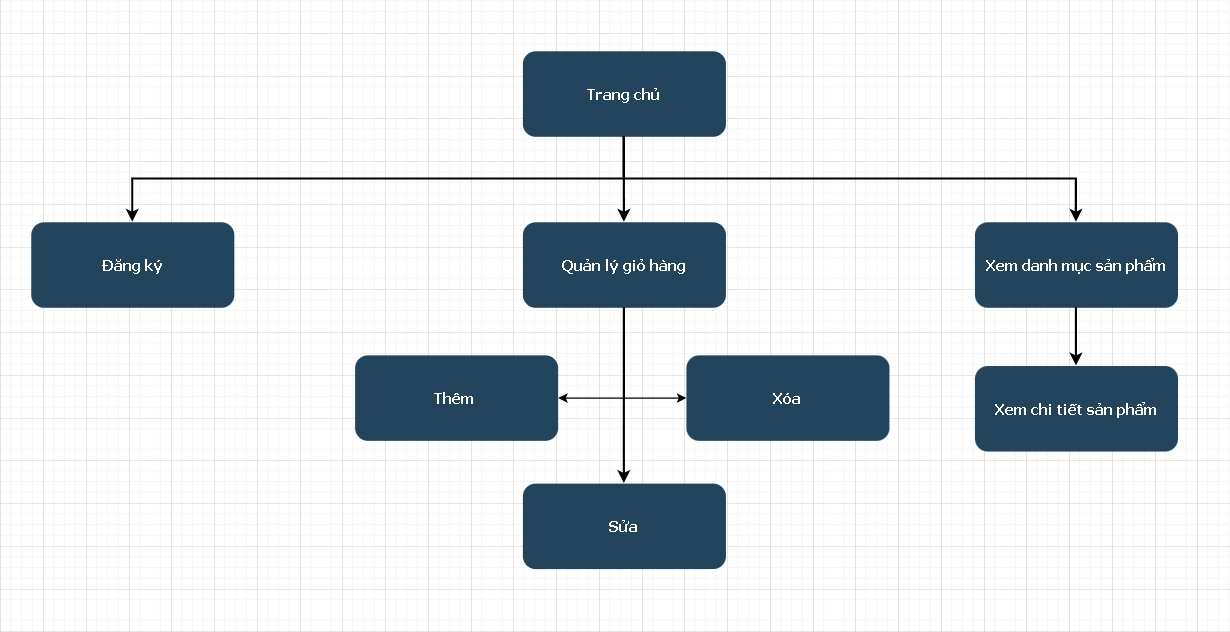 Trang chủ
Đăng ký
Quản lý giỏ hàng
Xem danh mục sản phẩm
Thêm
Xóa
Xem chi tiết sản phẩm
Sửa